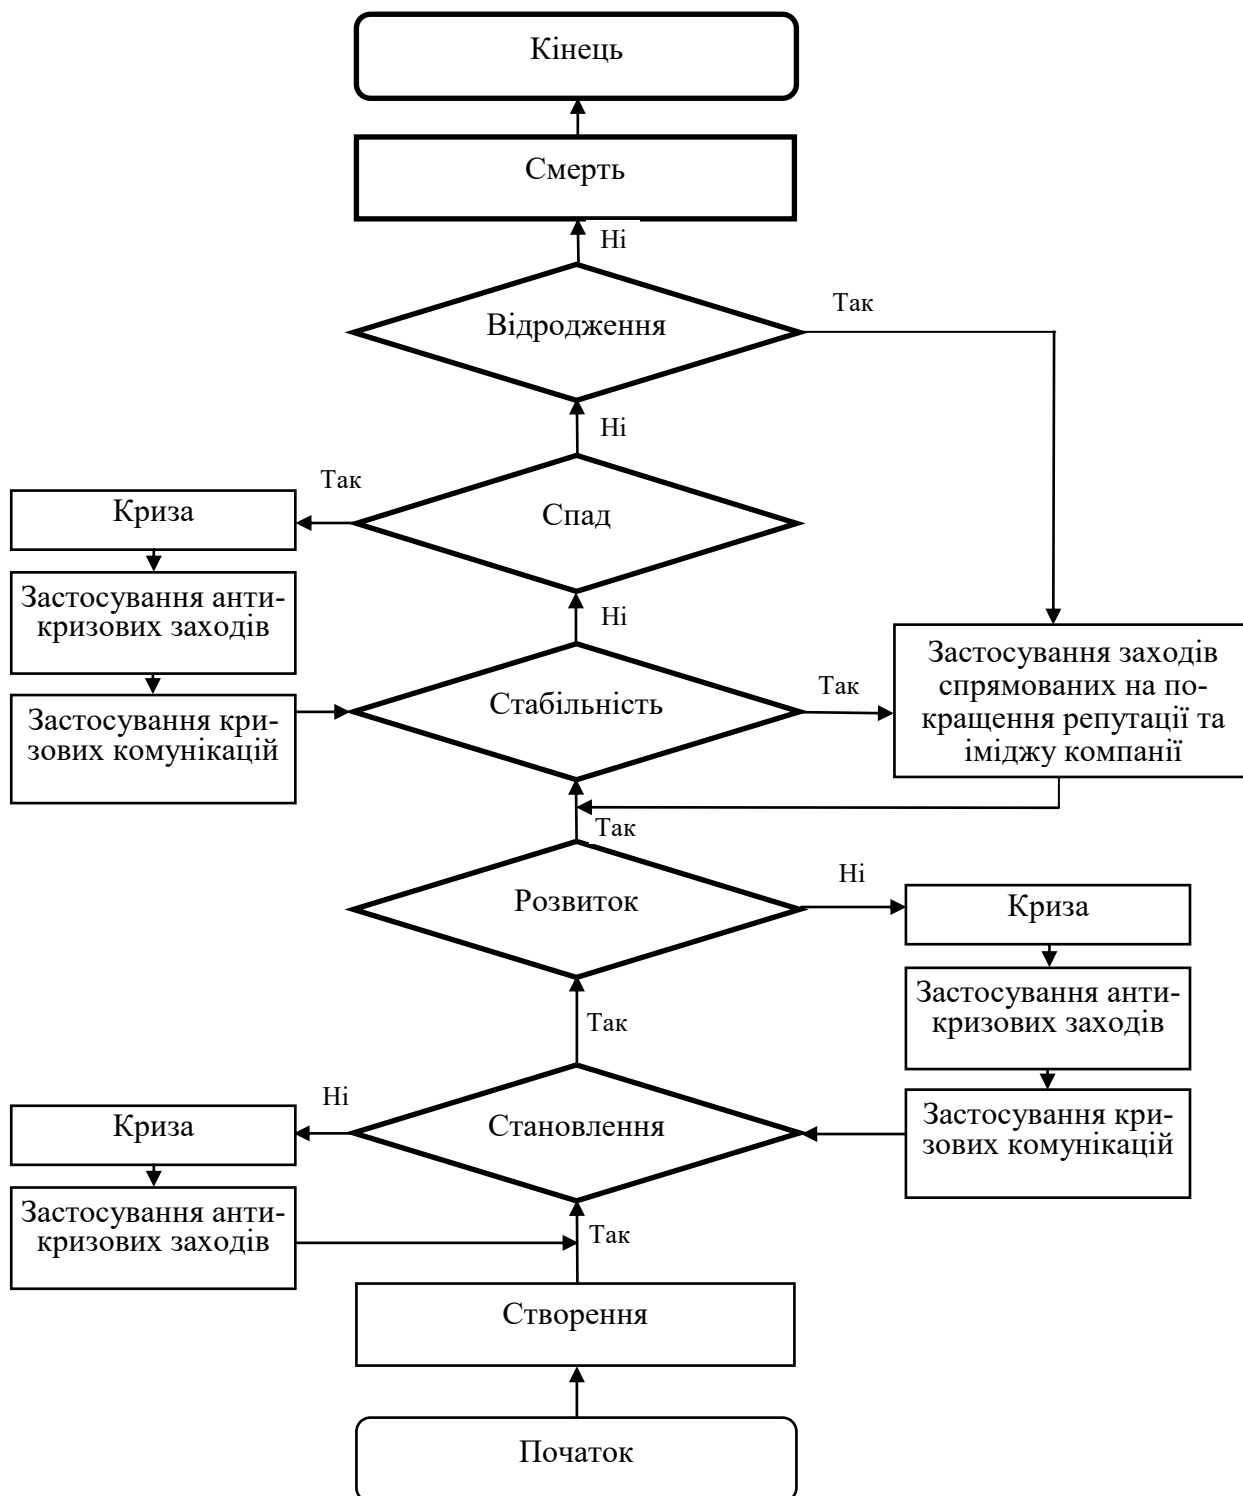 Кінець
Смерть
Ні
Відродження
Так
Ні
Так
Спад
Криза
Застосування анти-
кризових заходів
Ні
Застосування кри-
зових комунікацій
Стабільність
Так
Застосування заходів
спрямованих на по-
кращення репутації та
іміджу компанії
Так
Розвиток
Ні
Криза
Застосування анти-
кризових заходів
Застосування кри-
зових комунікацій
Так
Ні
Становлення
Криза
Застосування анти-
кризових заходів
Так
Створення
Початок